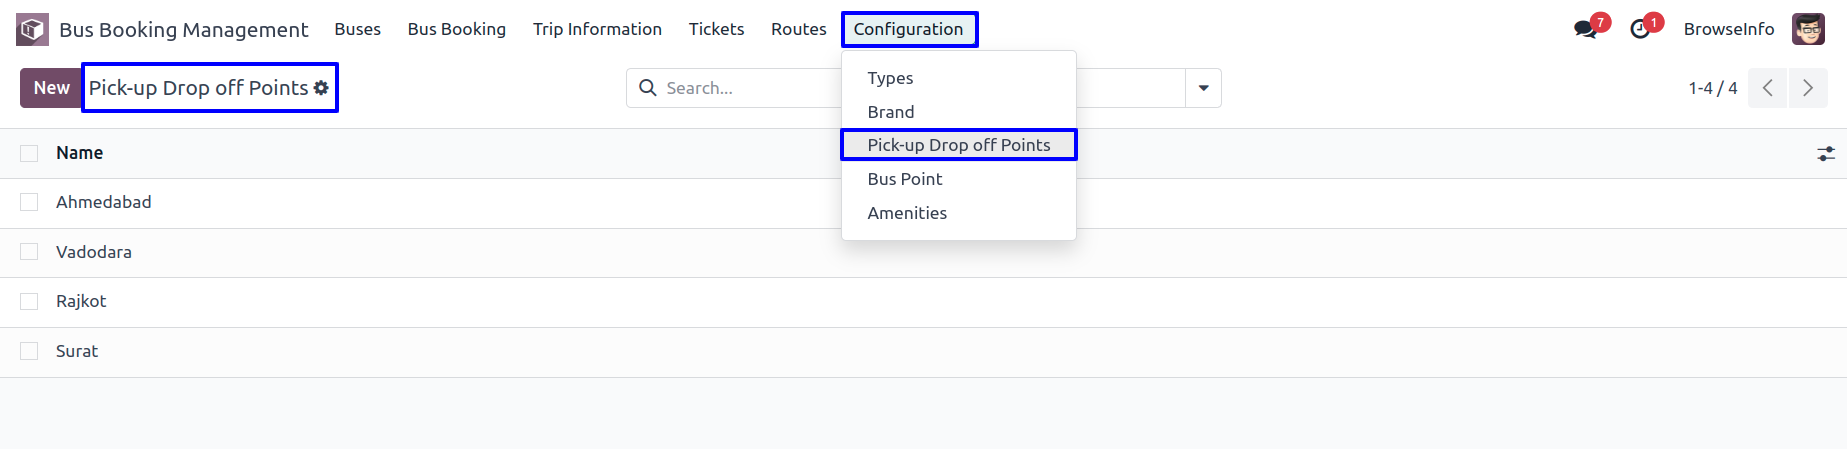 Bus Booking Management Buses Bus Booking Trip Information Tickets Routes Configuration 7 1 BrowseInfo
New Pick-up Drop off Points Search... 1-4 / 4
Types
Brand
Pick-up Drop off Points
Bus Point
Amenities
Name
Ahmedabad
Vadodara
Rajkot
Surat